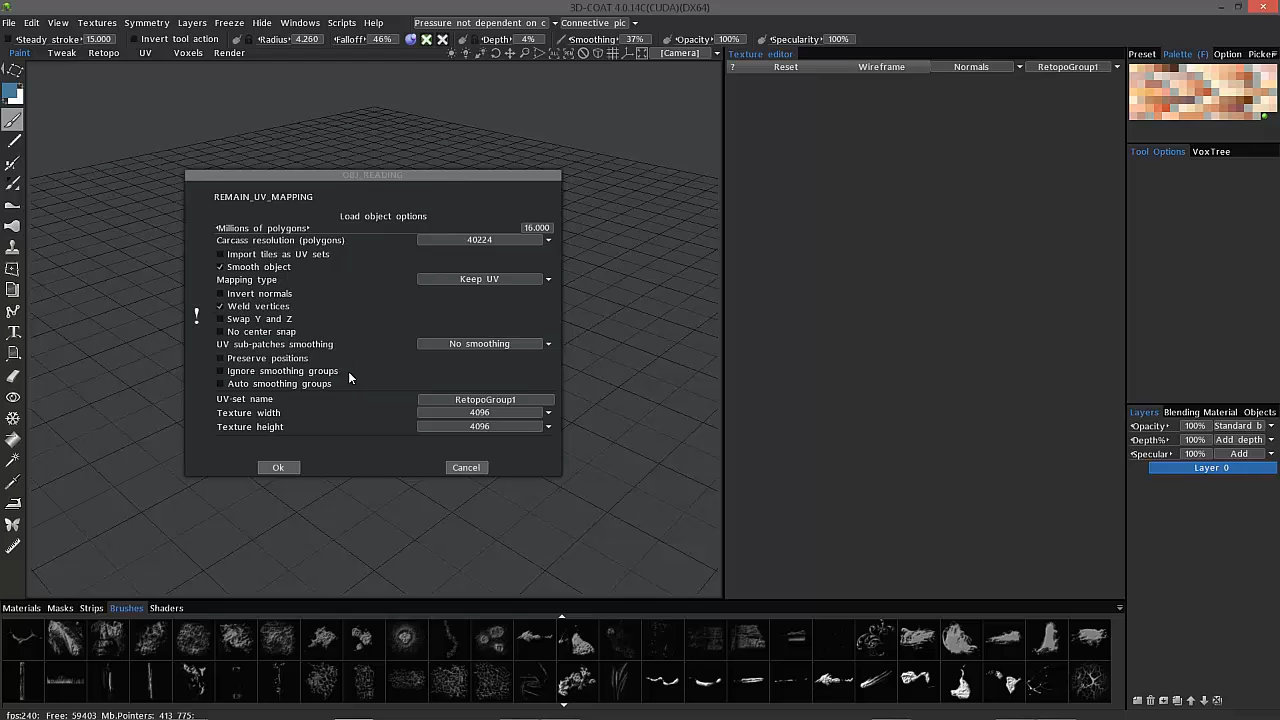 3D-COAT 4.0.14C(CUDA)(DX64)
File Edit View Textures Symmetry Layers Freeze Hide Windows Scripts Help Pressure not dependent on c Connective pic
Steady stroke 15.000 Invert tool action Radius 4.260 Falloff 46% Depth 4% Smoothing 37% Opacity 100% Specularity 100%
Paint Tweak Retopo UV Voxels Render [Camera] Texture editor Preset Palette (F) Option Picker
? Reset Wireframe Normals RetopoGroup1
Tool Options VoxTree
OBJ_READING
REMAIN_UV_MAPPING
Load object options
Millions of polygons 16.000
Carcass resolution (polygons) 40224
Import tiles as UV sets
Smooth object
Mapping type Keep UV
Invert normals
Weld vertices
Swap Y and Z
No center snap
UV sub-patches smoothing No smoothing
Preserve positions
Ignore smoothing groups
Auto smoothing groups
UV-set name RetopoGroup1
Texture width 4096
Texture height 4096
Ok Cancel
Layers Blending Material Objects
Opacity 100% Standard b
Depth% 100% Add depth
Specular 100% Add
Layer 0
Materials Masks Strips Brushes Shaders
fps:240; Free: 59403 Mb.Pointers: 413 775;